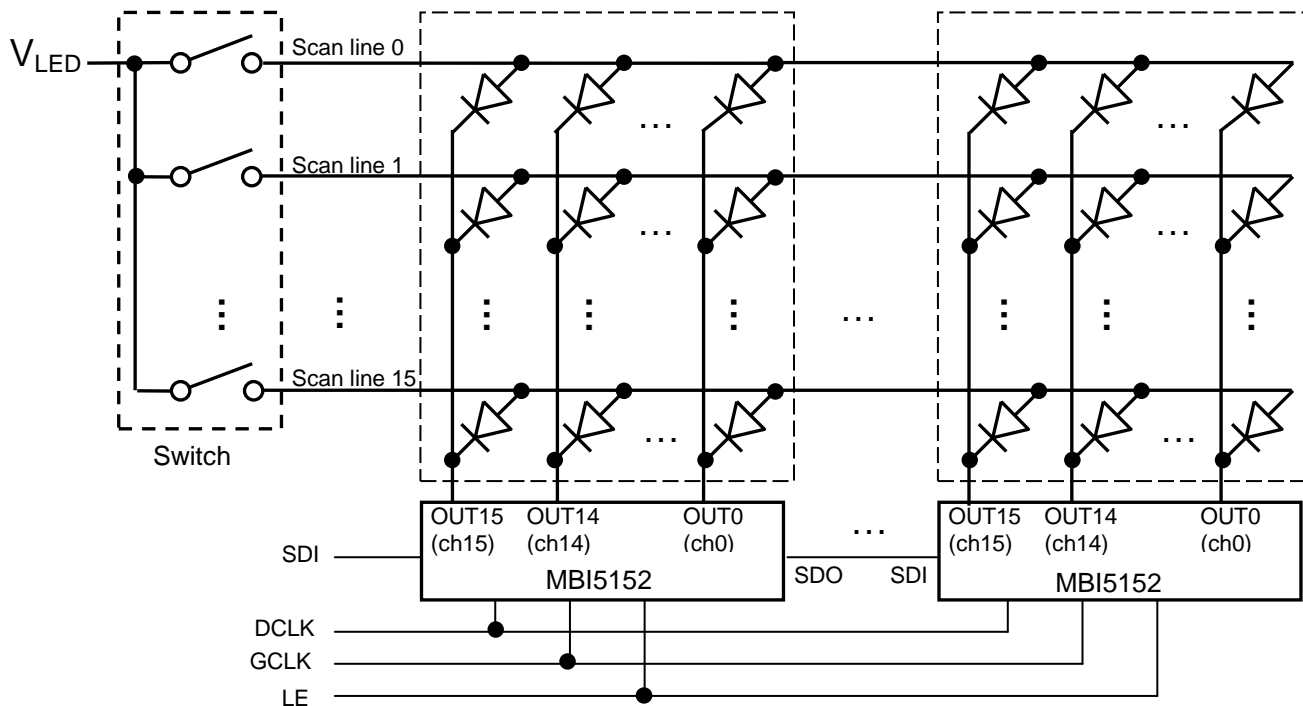 VLED
Scan line 0
Scan line 1
Scan line 15
Switch
...
...
...
...
...
...
...
OUT15 OUT14 OUT0
(ch15) (ch14) (ch0)
MBI5152
...
OUT15 OUT14 OUT0
(ch15) (ch14) (ch0)
MBI5152
SDI
SDO SDI
DCLK
GCLK
LE